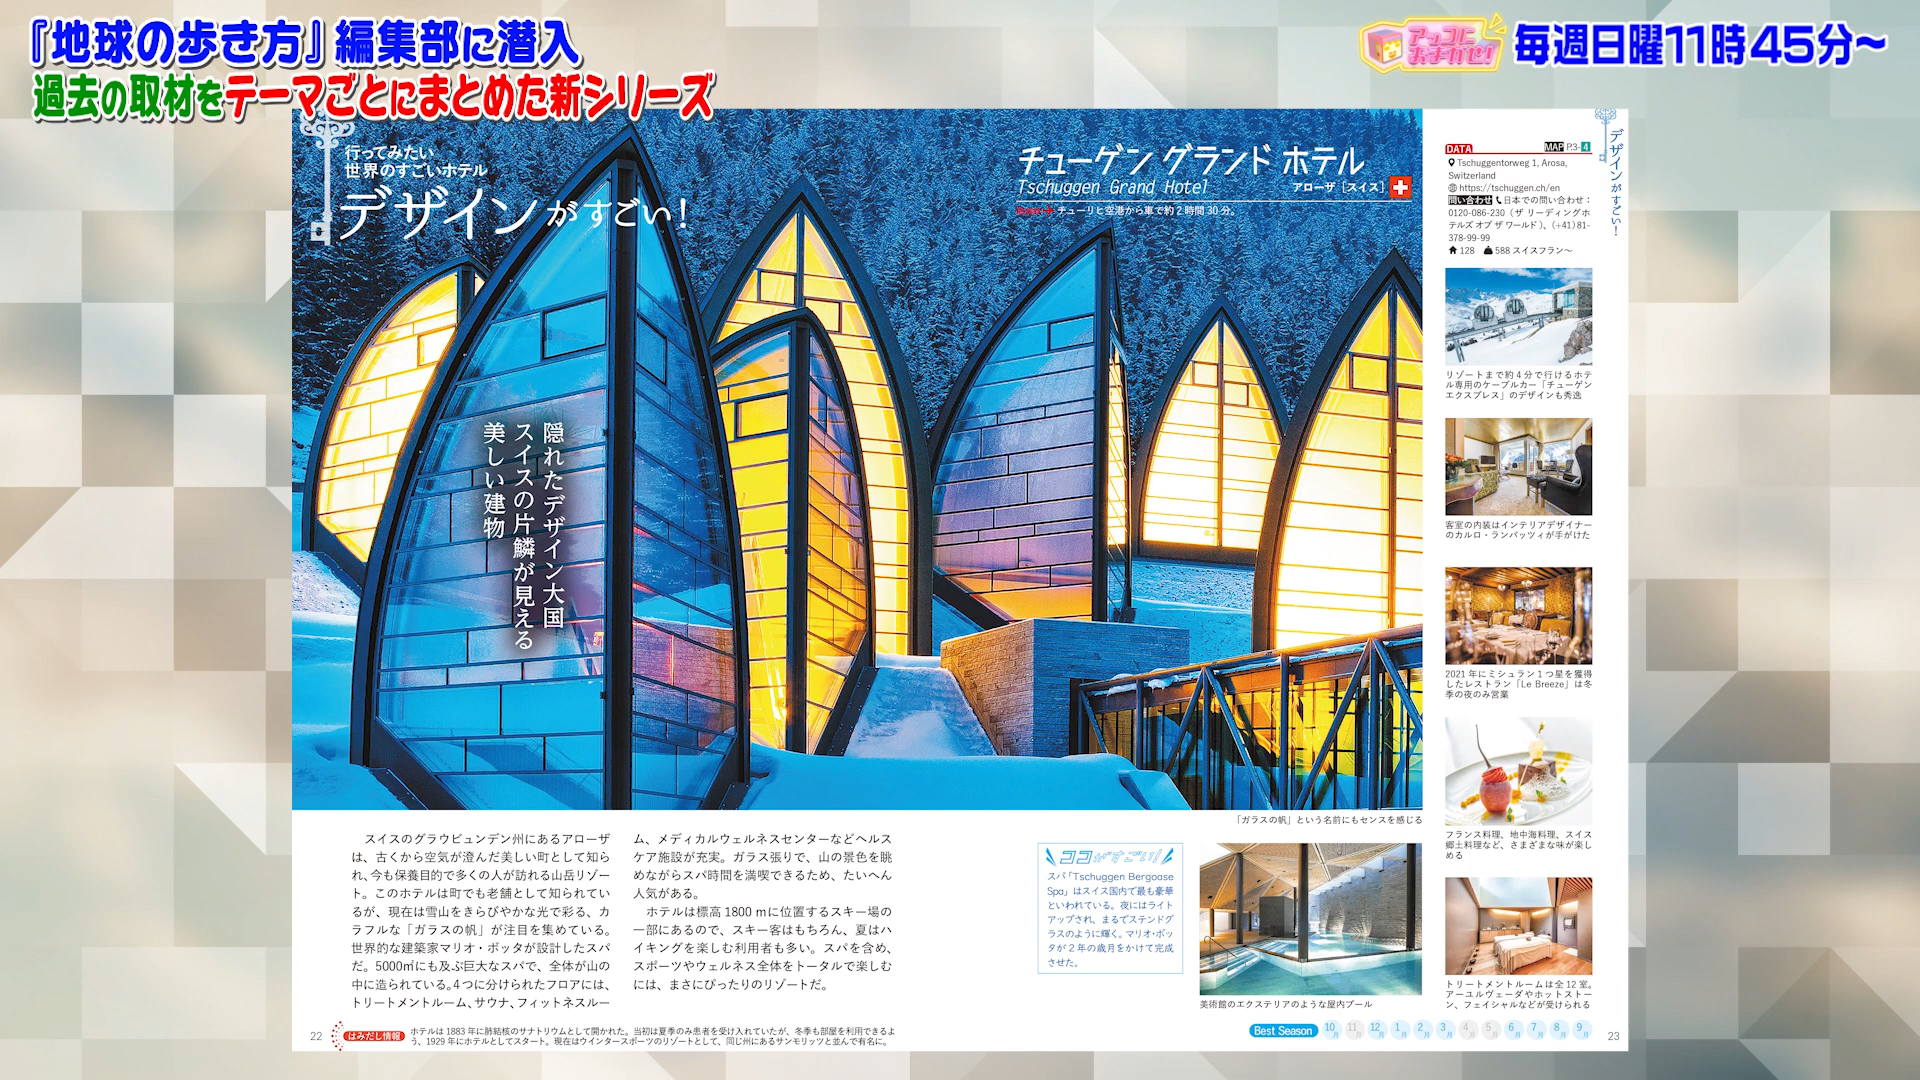 『地球の歩き方』編集部に潜入
過去の取材をテーマごとにまとめた新シリーズ
アッコに
おまかせ!
毎週日曜11時45分~
行ってみたい
世界のすごいホテル
デザインがすごい!
チューゲン グランド ホテル
Tschuggen Grand Hotel
アローザ [スイス]
チューリヒ空港から車で約2時間30分。
隠れたデザイン大国
スイスの片鱗が見える
美しい建物
「ガラスの帆」という名前にもセンスを感じる
スイスのグラウビュンデン州にあるアローザ
は、古くから空気が澄んだ美しい町として知ら
れ、今も保養目的で多くの人が訪れる山岳リゾー
ト。このホテルは町でも老舗として知られてい
るが、現在は雪山をきらびやかな光で彩る、カ
ラフルな「ガラスの帆」が注目を集めている。
世界的な建築家マリオ・ボッタが設計したスパ
だ。5000㎡にも及ぶ巨大なスパで、全体が山の
中に造られている。4つに分けられたフロアには、
トリートメントルーム、サウナ、フィットネスルー
ム、メディカルウェルネスセンターなどヘルス
ケア施設が充実。ガラス張りで、山の景色を眺
めながらスパ時間を満喫できるため、たいへん
人気がある。
ホテルは標高1800 mに位置するスキー場の
一部にあるので、スキー客はもちろん、夏はハ
イキングを楽しむ利用者も多い。スパを含め、
スポーツやウェルネス全体をトータルで楽しむ
には、まさにぴったりのリゾートだ。
ココがすごい!
スパ「Tschuggen Bergoase
Spa」はスイス国内で最も豪華
といわれている。夜にはライト
アップされ、まるでステンドグ
ラスのように輝く。マリオ・ボッ
タが2年の歳月をかけて完成
させた。
美術館のエクステリアのような屋内プール
22
はみだし情報
ホテルは1883年に肺結核のサナトリウムとして開かれた。当初は夏季のみ患者を受け入れていたが、冬季も部屋を利用できるよ
う、1929年にホテルとしてスタート。現在はウインタースポーツのリゾートとして、同じ州にあるサンモリッツと並んで有名に。
Best Season
10月 11月 12月 1月 2月 3月 4月 5月 6月 7月 8月 9月
23
デザインがすごい!
DATA MAP P.3-4
Tschuggentorweg 1, Arosa,
Switzerland
https://tschuggen.ch/en
問い合わせ 日本での問い合わせ:
0120-086-230(ザ リーディングホ
テルズ オブ ザ ワールド)、(+41)81-
378-99-99
128 588 スイスフラン〜
リゾートまで約4分で行けるホテ
ル専用のケーブルカー「チューゲン
エクスプレス」のデザインも秀逸
客室の内装はインテリアデザイナー
のカルロ・ランパッツィが手がけた
2021年にミシュラン1つ星を獲得
したレストラン「Le Breeze」は冬
季の夜のみ営業
フランス料理、地中海料理、スイス
郷土料理など、さまざまな味が楽し
める
トリートメントルームは全12室。
アーユルヴェーダやホットストー
ン、フェイシャルなどが受けられる